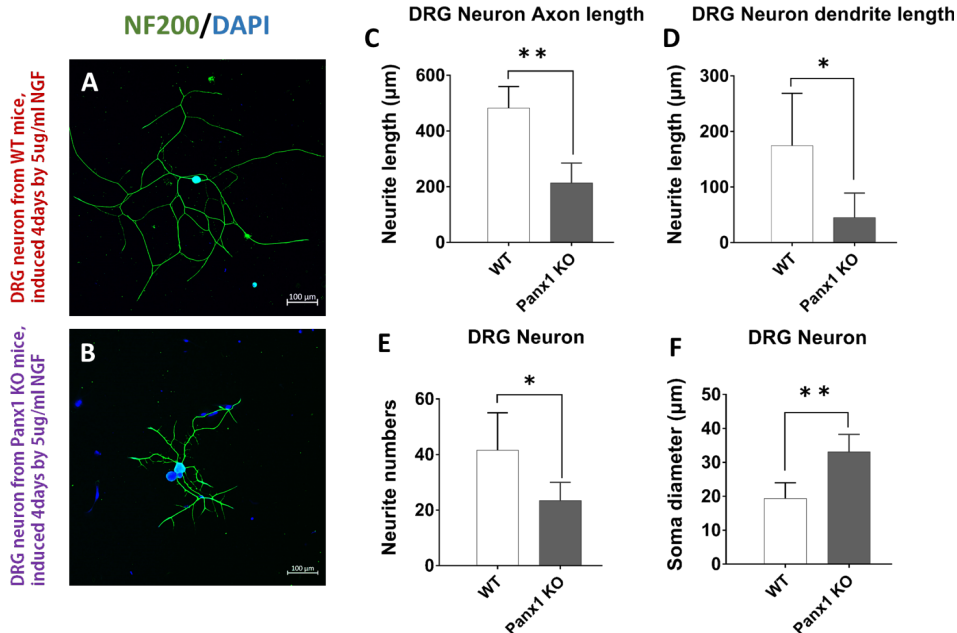 NF200/DAPI
DRG neuron from WT mice,
induced 4days by 5ug/ml NGF
A
100 µm
DRG neuron from Panx1 KO mice,
induced 4days by 5ug/ml NGF
B
100 µm
DRG Neuron Axon length
C
**
Neurite length (µm)
600
400
200
0
WT
Panx1 KO
DRG Neuron dendrite length
D
*
Neurite length (µm)
300
200
100
0
WT
Panx1 KO
E
DRG Neuron
*
Neurite numbers
60
40
20
0
WT
Panx1 KO
F
DRG Neuron
**
Soma diameter (µm)
50
40
30
20
10
0
WT
Panx1 KO